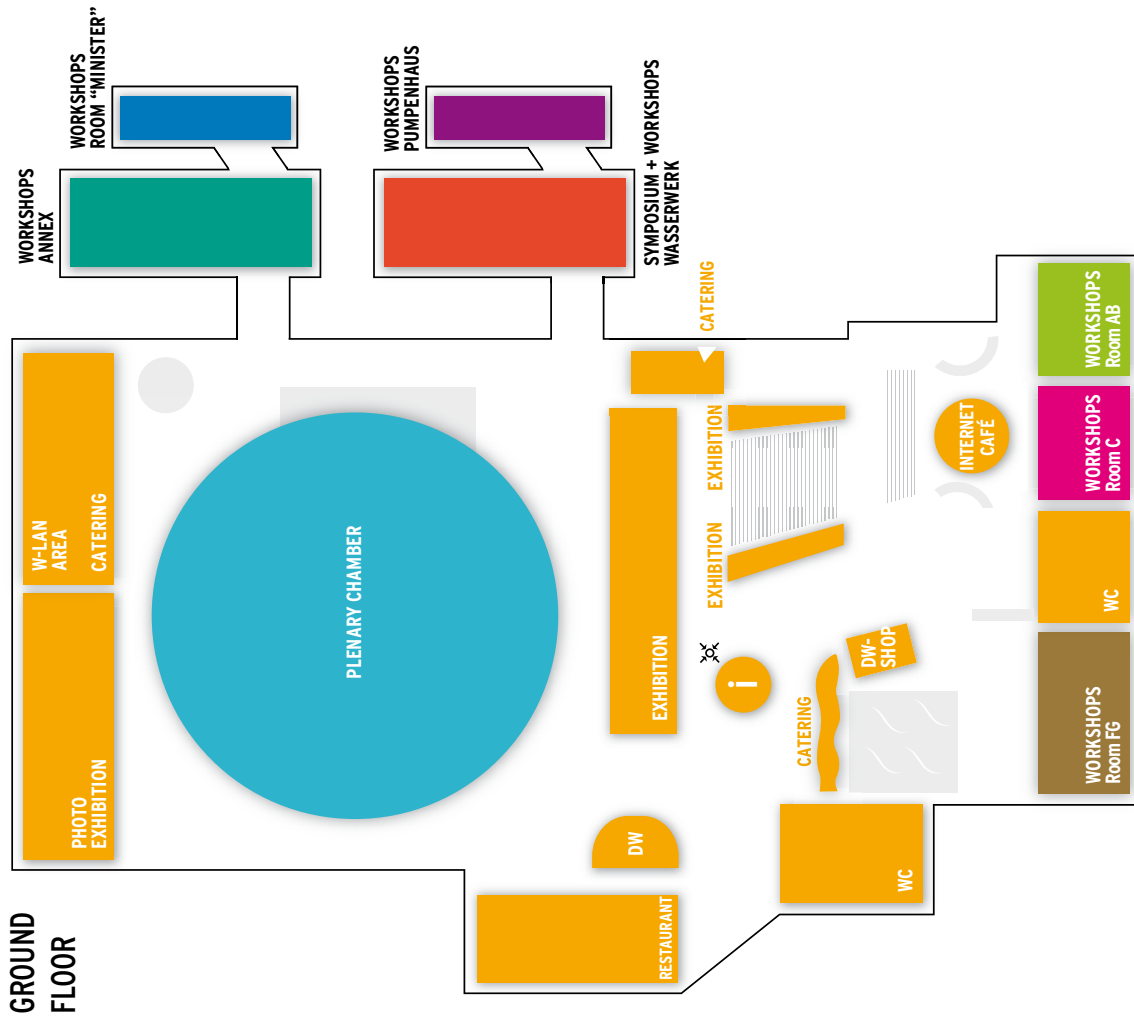 GROUND
FLOOR
WORKSHOPS
ANNEX
WORKSHOPS
ROOM “MINISTER”
WORKSHOPS
PUMPENHAUS
SYMPOSIUM + WORKSHOPS
WASSERWERK
W-LAN
AREA
CATERING
PHOTO
EXHIBITION
PLENARY CHAMBER
CATERING
EXHIBITION
EXHIBITION
EXHIBITION
i
DW
RESTAURANT
CATERING
DW-
SHOP
WC
INTERNET
CAFÉ
WORKSHOPS
Room AB
WORKSHOPS
Room C
WC
WORKSHOPS
Room FG